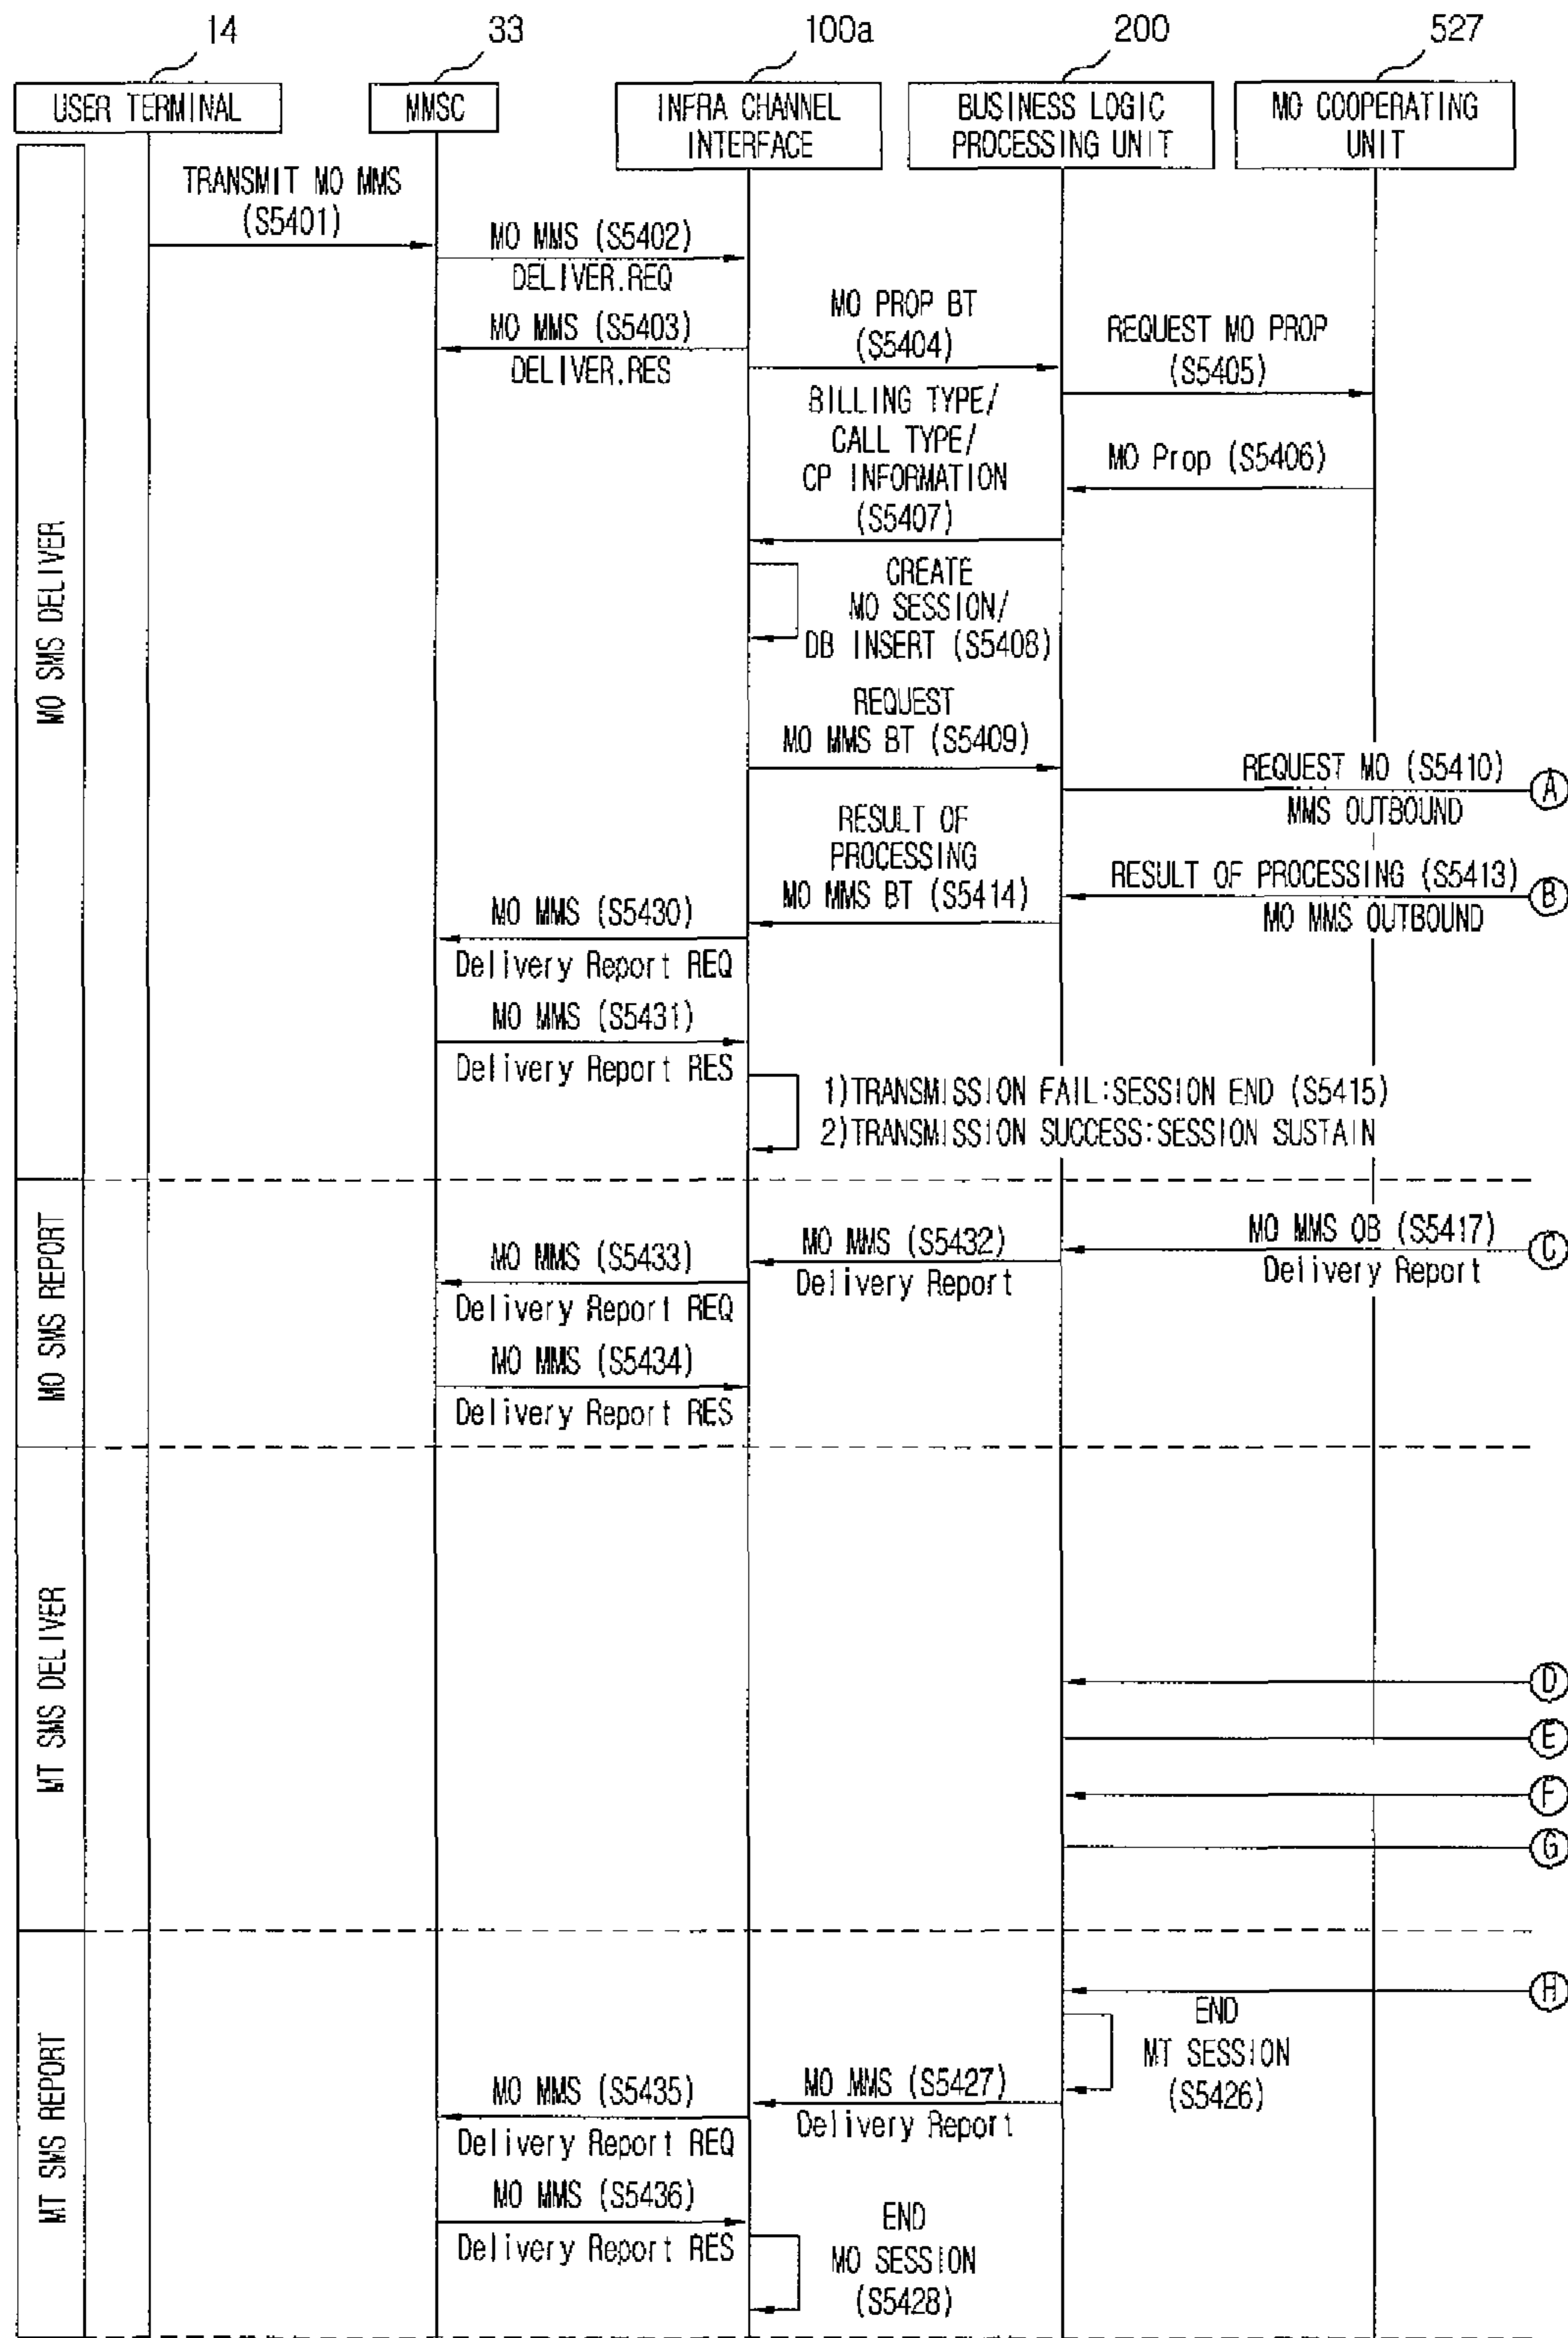 14
33
100a
200
527
USER TERMINAL
MMSC
INFRA CHANNEL
INTERFACE
BUSINESS LOGIC
PROCESSING UNIT
MO COOPERATING
UNIT
MO SMS DELIVER
TRANSMIT MO MMS
(S5401)
MO MMS (S5402)
DELIVER.REQ
MO MMS (S5403)
DELIVER.RES
MO PROP BT
(S5404)
REQUEST MO PROP
(S5405)
MO Prop (S5406)
BILLING TYPE/
CALL TYPE/
CP INFORMATION
(S5407)
CREATE
MO SESSION/
DB INSERT (S5408)
REQUEST
MO MMS BT (S5409)
REQUEST MO (S5410)
MMS OUTBOUND
A
RESULT OF PROCESSING (S5413)
MO MMS OUTBOUND
B
RESULT OF
PROCESSING
MO MMS BT (S5414)
MO MMS (S5430)
Delivery Report REQ
MO MMS (S5431)
Delivery Report RES
1)TRANSMISSION FAIL:SESSION END (S5415)
2)TRANSMISSION SUCCESS:SESSION SUSTAIN
MO SMS REPORT
MO MMS OB (S5417)
Delivery Report
C
MO MMS (S5432)
Delivery Report
MO MMS (S5433)
Delivery Report REQ
MO MMS (S5434)
Delivery Report RES
MT SMS DELIVER
D
E
F
G
MT SMS REPORT
H
END
MT SESSION
(S5426)
MO MMS (S5427)
Delivery Report
MO MMS (S5435)
Delivery Report REQ
MO MMS (S5436)
Delivery Report RES
END
MO SESSION
(S5428)